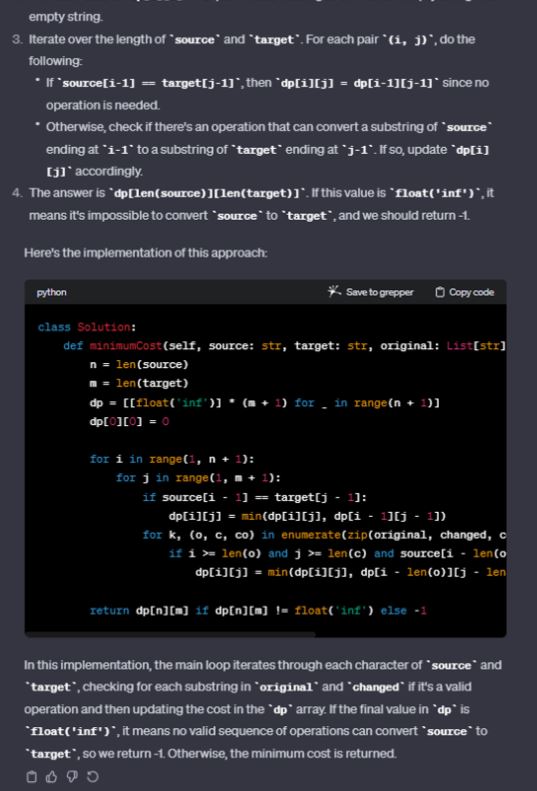 empty string.
3. Iterate over the length of `source` and `target`. For each pair `(i, j)`, do the
following:
* If `source[i-1] == target[j-1]`, then `dp[i][j] = dp[i-1][j-1]` since no
operation is needed.
* Otherwise, check if there's an operation that can convert a substring of `source`
ending at `i-1` to a substring of `target` ending at `j-1`. If so, update `dp[i]
[j]` accordingly.
4. The answer is `dp[len(source)][len(target)]`. If this value is `float('inf')`, it
means it's impossible to convert `source` to `target`, and we should return -1.
Here's the implementation of this approach:
python Save to grepper Copy code
class Solution:
    def minimumCost(self, source: str, target: str, original: List[str]
        n = len(source)
        m = len(target)
        dp = [[float('inf')] * (m + 1) for _ in range(n + 1)]
        dp[0][0] = 0
        for i in range(1, n + 1):
            for j in range(1, m + 1):
                if source[i - 1] == target[j - 1]:
                    dp[i][j] = min(dp[i][j], dp[i - 1][j - 1])
                for k, (o, c, co) in enumerate(zip(original, changed, c
                    if i >= len(o) and j >= len(c) and source[i - len(o
                        dp[i][j] = min(dp[i][j], dp[i - len(o)][j - len
        return dp[n][m] if dp[n][m] != float('inf') else -1
In this implementation, the main loop iterates through each character of `source` and
`target`, checking for each substring in `original` and `changed` if it's a valid
operation and then updating the cost in the `dp` array. If the final value in `dp` is
`float('inf')`, it means no valid sequence of operations can convert `source` to
`target`, so we return -1. Otherwise, the minimum cost is returned.